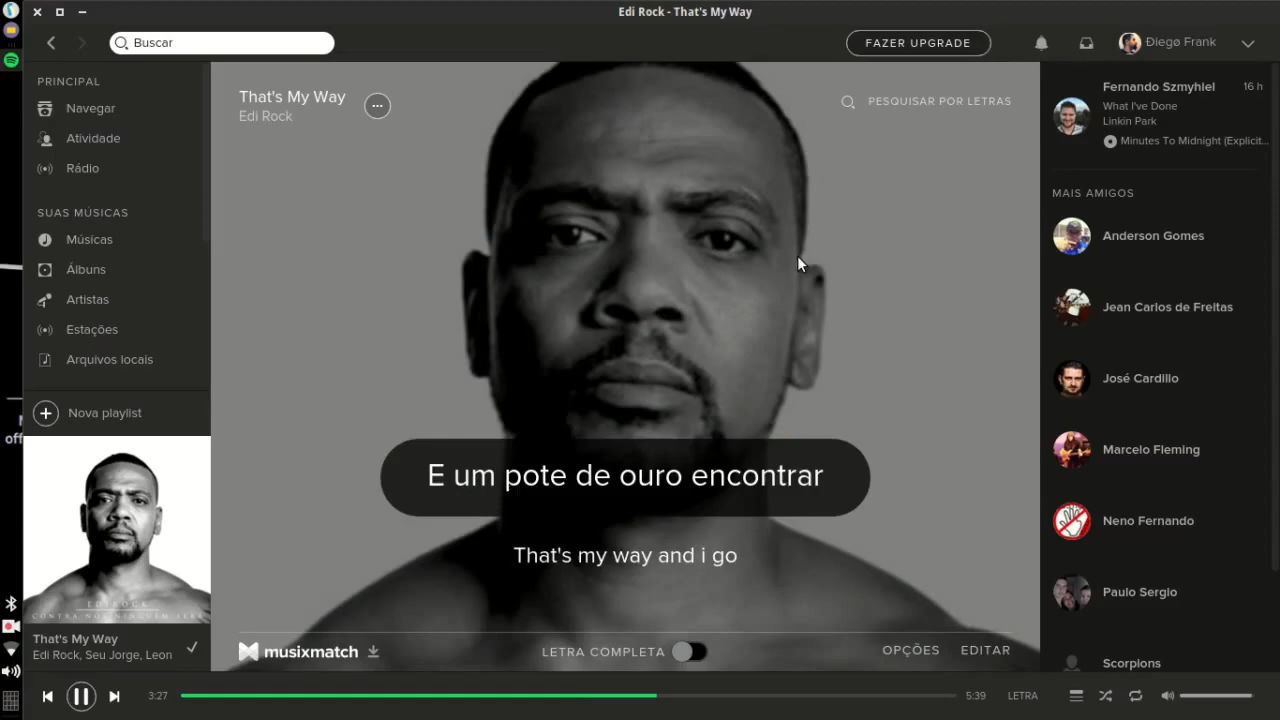 Edi Rock - That's My Way
Buscar
FAZER UPGRADE
Ðiegø Frank
PRINCIPAL
Navegar
Atividade
Rádio
SUAS MÚSICAS
Músicas
Álbuns
Artistas
Estações
Arquivos locais
Nova playlist
EDI ROCK
That's My Way
Edi Rock, Seu Jorge, Leon
That's My Way
Edi Rock
PESQUISAR POR LETRAS
E um pote de ouro encontrar
That's my way and i go
musixmatch
LETRA COMPLETA
OPÇÕES
EDITAR
Fernando Szmyhiel
16 h
What I've Done
Linkin Park
Minutes To Midnight (Explicit...
MAIS AMIGOS
Anderson Gomes
Jean Carlos de Freitas
José Cardillo
Marcelo Fleming
Neno Fernando
Paulo Sergio
Scorpions
3:27
5:39
LETRA